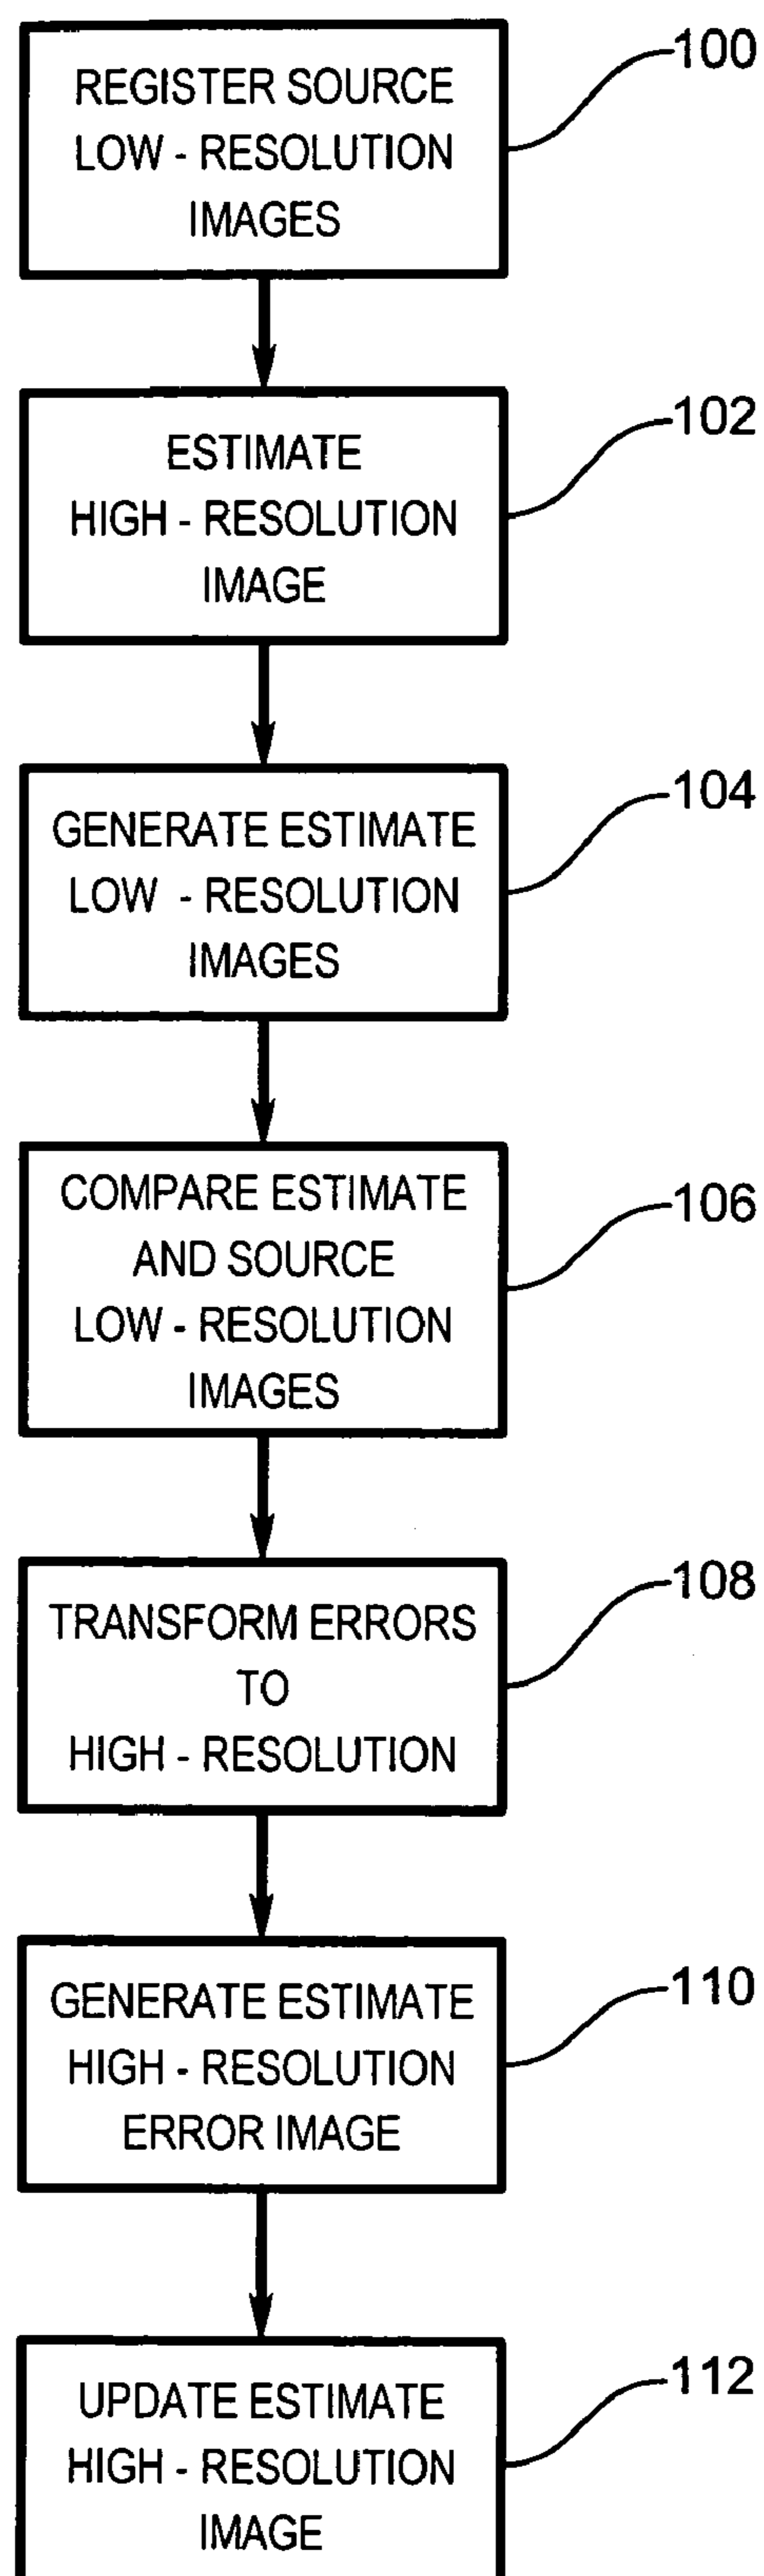 REGISTER SOURCE
LOW - RESOLUTION
IMAGES
100
ESTIMATE
HIGH - RESOLUTION
IMAGE
102
GENERATE ESTIMATE
LOW - RESOLUTION
IMAGES
104
COMPARE ESTIMATE
AND SOURCE
LOW - RESOLUTION
IMAGES
106
TRANSFORM ERRORS
TO
HIGH - RESOLUTION
108
GENERATE ESTIMATE
HIGH - RESOLUTION
ERROR IMAGE
110
UPDATE ESTIMATE
HIGH - RESOLUTION
IMAGE
112